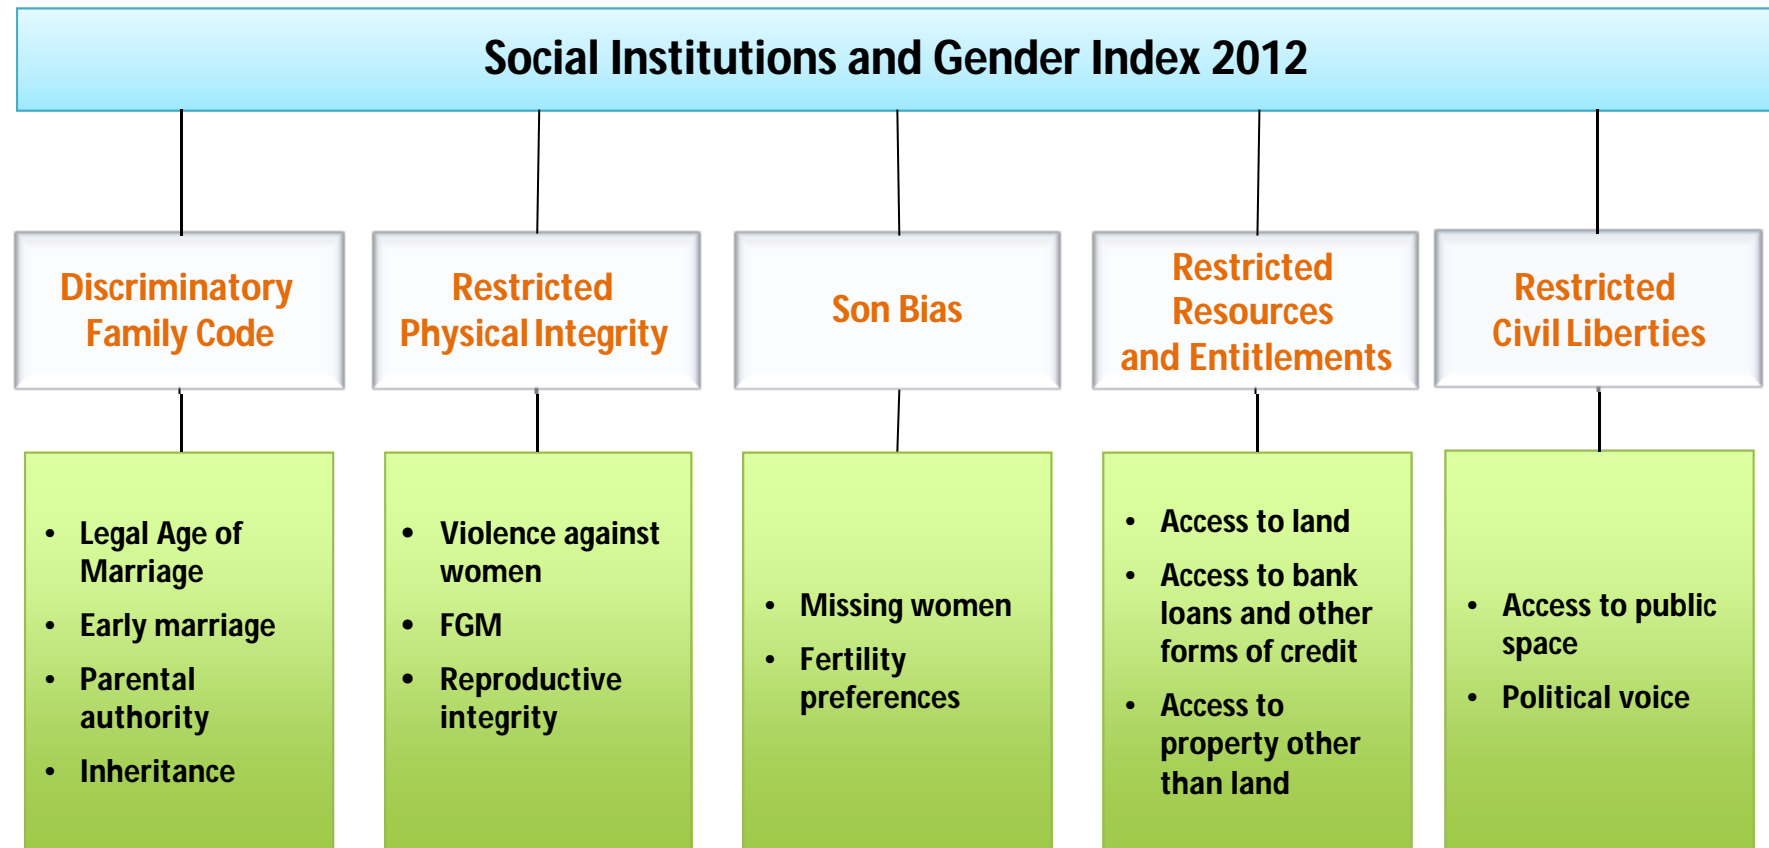 Social Institutions and Gender Index 2012
Discriminatory
Family Code
Restricted
Physical Integrity
Son Bias
Restricted
Resources
and Entitlements
Restricted
Civil Liberties
• Legal Age of
Marriage
• Early marriage
• Parental
authority
• Inheritance
• Violence against
women
• FGM
• Reproductive
integrity
• Missing women
• Fertility
preferences
• Access to land
• Access to bank
loans and other
forms of credit
• Access to
property other
than land
• Access to public
space
• Political voice